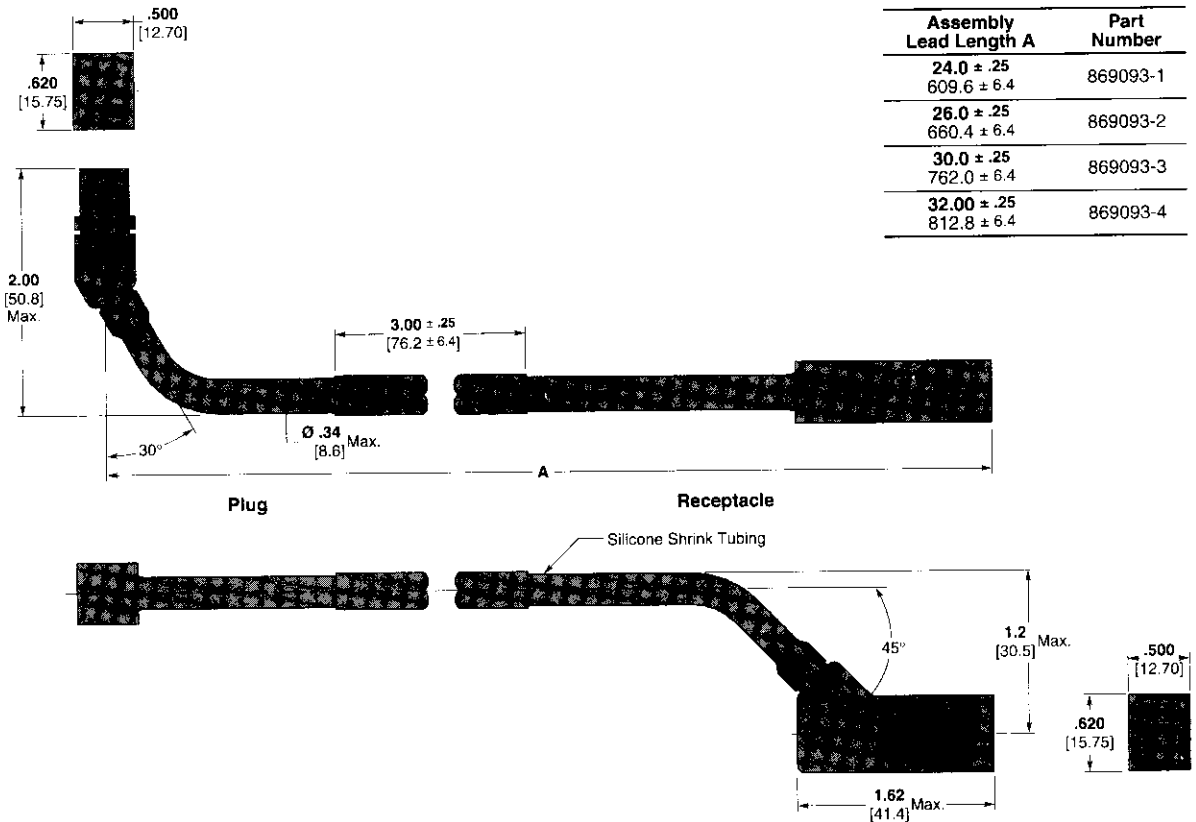 .500
[12.70]
.620
[15.75]
Assembly Part
Lead Length A Number
24.0 ± .25
609.6 ± 6.4
869093-1
26.0 ± .25
660.4 ± 6.4
869093-2
30.0 ± .25
762.0 ± 6.4
869093-3
32.00 ± .25
812.8 ± 6.4
869093-4
2.00
[50.8]
Max.
3.00 ± .25
[76.2 ± 6.4]
30°
Ø .34
[8.6] Max.
A
Plug
Receptacle
Silicone Shrink Tubing
45°
1.2
[30.5] Max.
.500
[12.70]
.620
[15.75]
1.62
[41.4] Max.